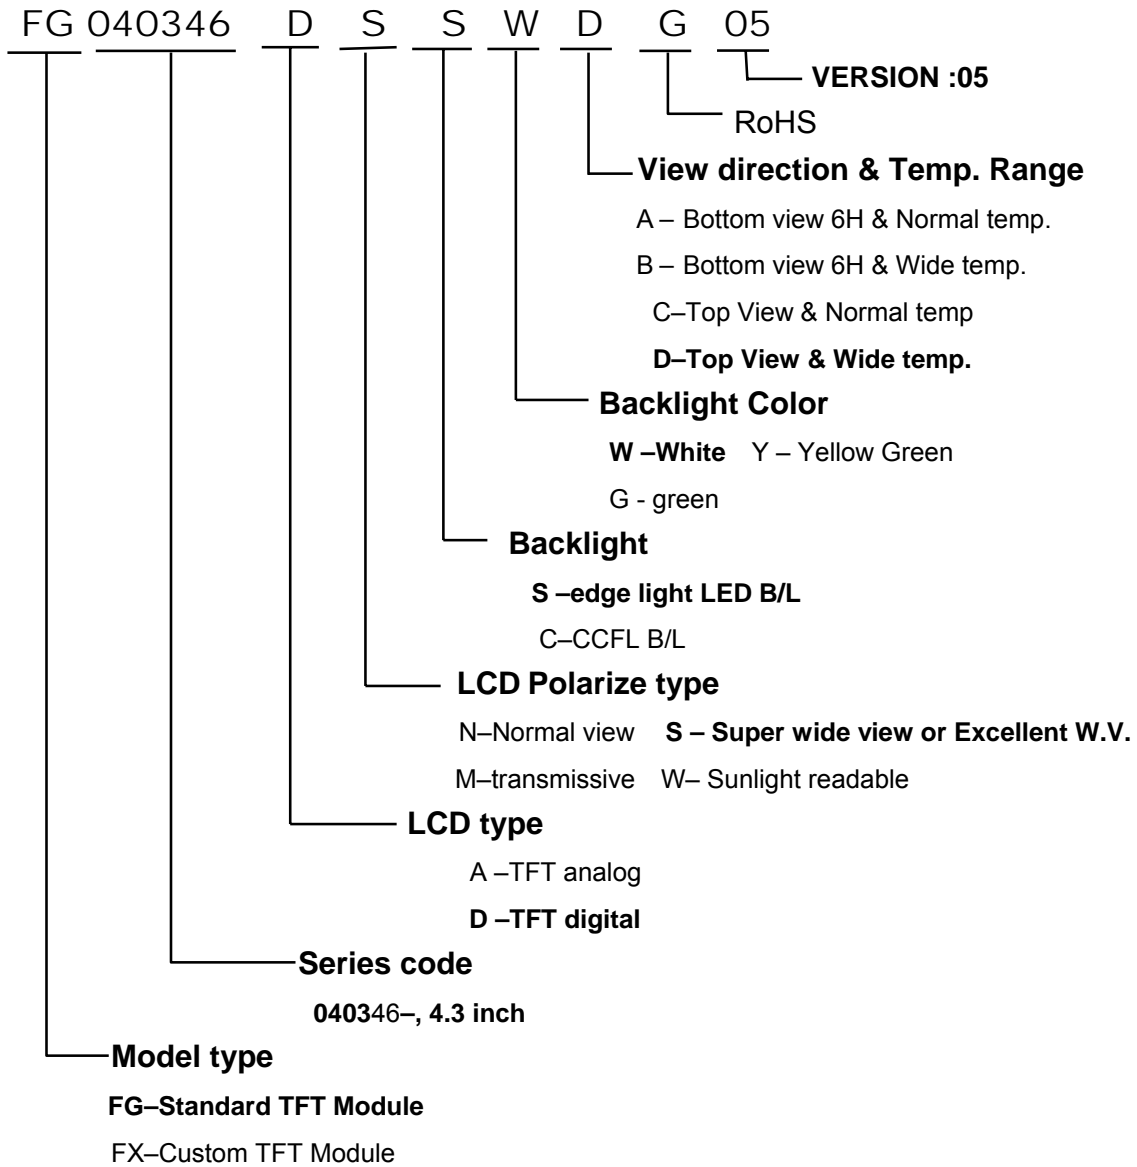 FG 040346 D S S W D G 05
VERSION :05
RoHS
View direction & Temp. Range
A – Bottom view 6H & Normal temp.
B – Bottom view 6H & Wide temp.
C–Top View & Normal temp
D–Top View & Wide temp.
Backlight Color
W –White Y – Yellow Green
G - green
Backlight
S –edge light LED B/L
C–CCFL B/L
LCD Polarize type
N–Normal view S – Super wide view or Excellent W.V.
M–transmissive W– Sunlight readable
LCD type
A –TFT analog
D –TFT digital
Series code
040346–, 4.3 inch
Model type
FG–Standard TFT Module
FX–Custom TFT Module